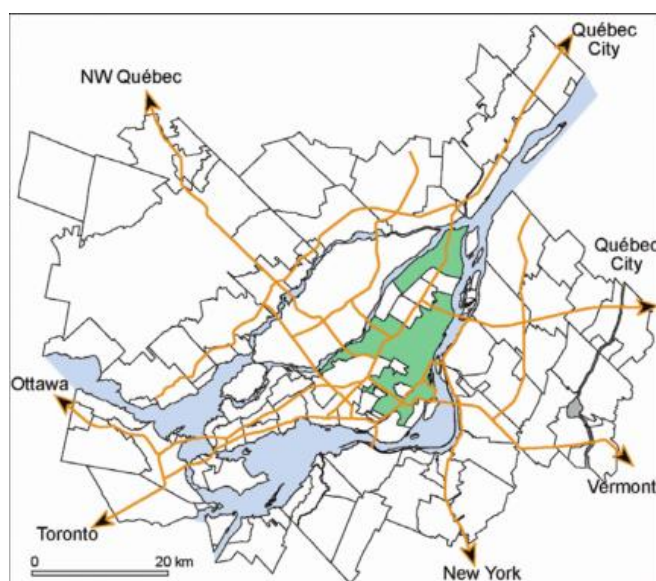 Québec
City
NW Québec
Québec
City
Ottawa
Vermont
Toronto
New York
0 20 km